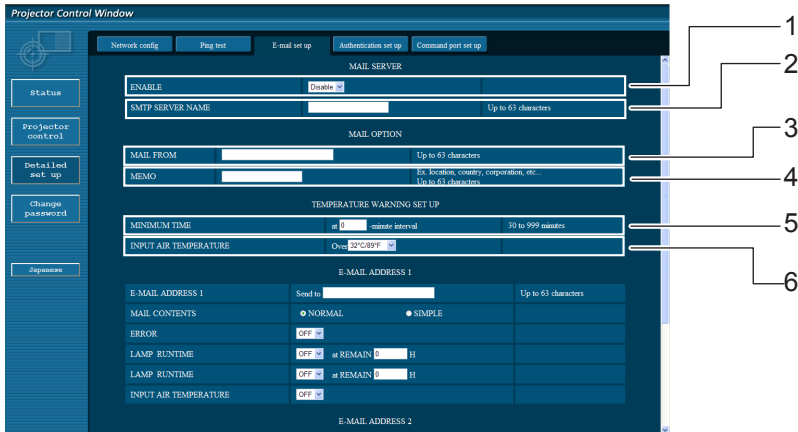 Projector Control Window
Network config Ping test E-mail set up Authentication set up Command port set up
MAIL SERVER
ENABLE Disable
SMTP SERVER NAME Up to 63 characters
MAIL OPTION
MAIL FROM Up to 63 characters
MEMO Ex. location, country, corporation, etc...
Up to 63 characters
TEMPERATURE WARNING SET UP
MINIMUM TIME at 0 -minute interval 30 to 999 minutes
INPUT AIR TEMPERATURE Over 32°C/89°F
E-MAIL ADDRESS 1
E-MAIL ADDRESS 1 Send to Up to 63 characters
MAIL CONTENTS NORMAL SIMPLE
ERROR OFF
LAMP RUNTIME OFF at REMAIN 0 H
LAMP RUNTIME OFF at REMAIN 0 H
INPUT AIR TEMPERATURE OFF
E-MAIL ADDRESS 2
Status
Projector
control
Detailed
set up
Change
password
Japanese
1
2
3
4
5
6